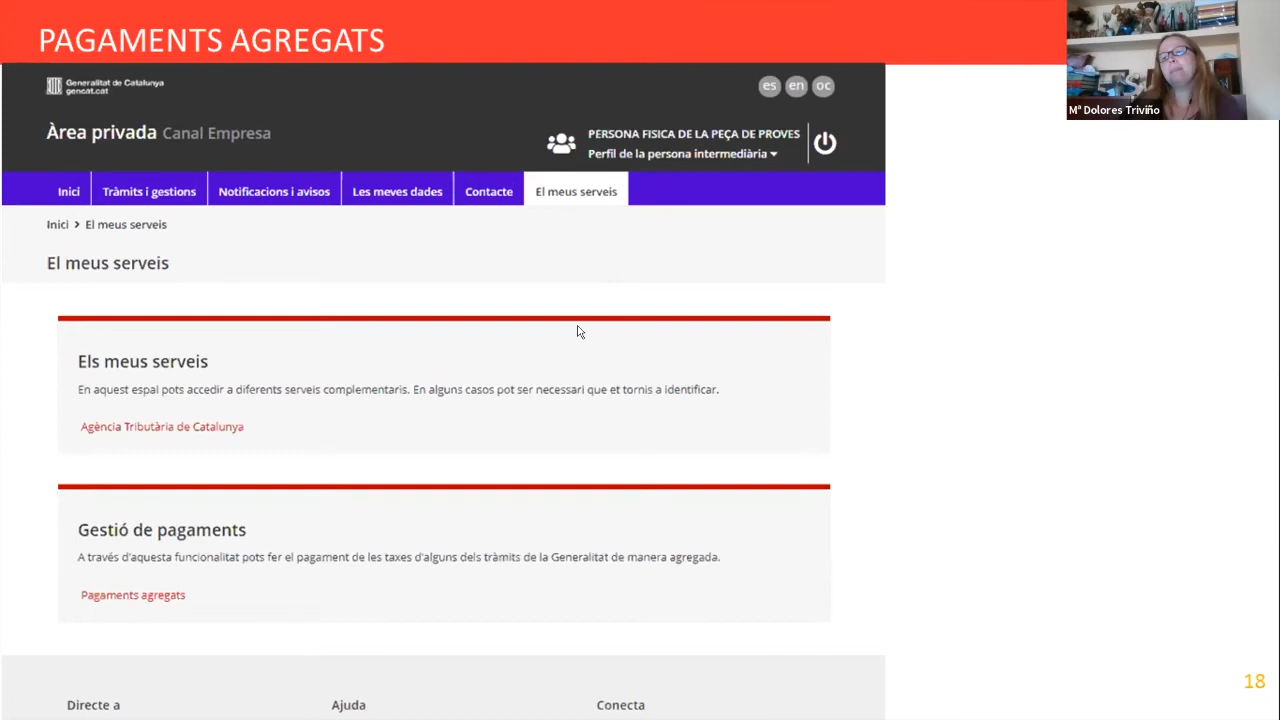 PAGAMENTS AGREGATS
Mª Dolores Triviño
Generalitat de Catalunya
gencat.cat
es en oc
Àrea privada Canal Empresa
PERSONA FISICA DE LA PEÇA DE PROVES
Perfil de la persona intermediària
Inici Tràmits i gestions Notificacions i avisos Les meves dades Contacte El meus serveis
Inici > El meus serveis
El meus serveis
Els meus serveis
En aquest espai pots accedir a diferents serveis complementaris. En alguns casos pot ser necessari que et tornis a identificar.
Agència Tributària de Catalunya
Gestió de pagaments
A través d'aquesta funcionalitat pots fer el pagament de les taxes d'alguns dels tràmits de la Generalitat de manera agregada.
Pagaments agregats
Directe a Ajuda Conecta
18